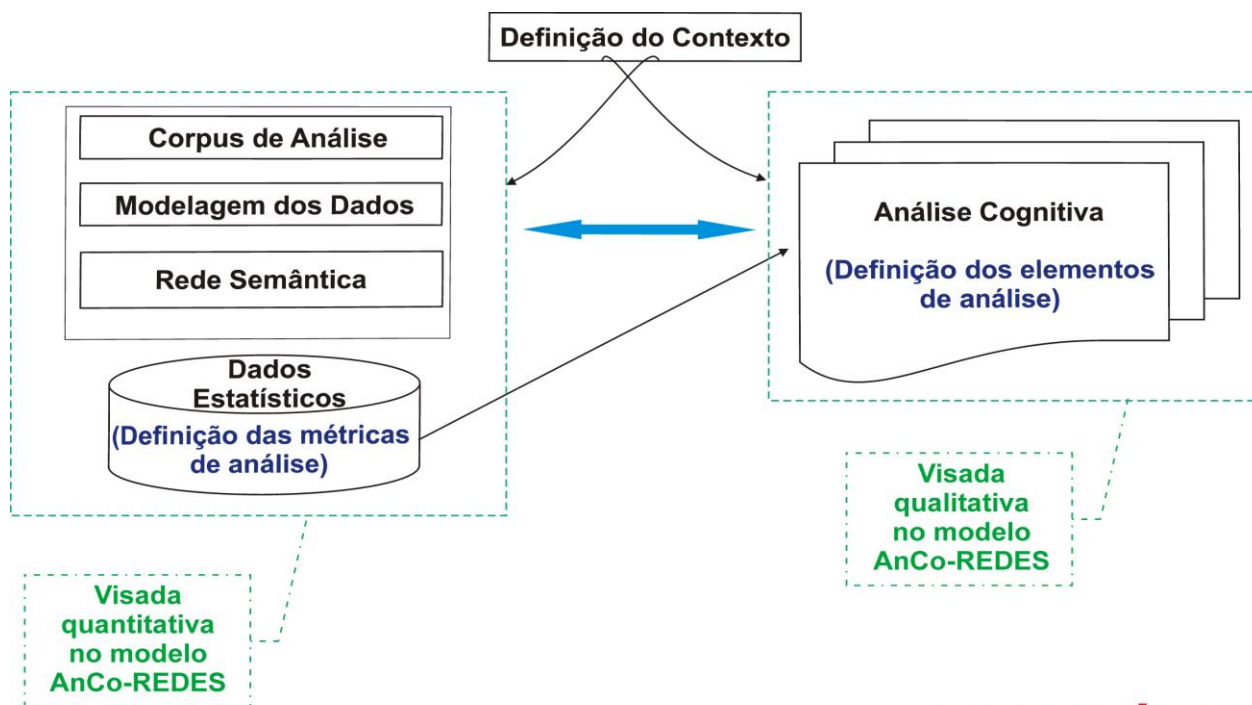 Definição do Contexto
Corpus de Análise
Modelagem dos Dados
Rede Semântica
Dados
Estatísticos
(Definição das métricas
de análise)
Análise Cognitiva
(Definição dos elementos
de análise)
Visada
quantitativa
no modelo
AnCo-REDES
Visada
qualitativa
no modelo
AnCo-REDES